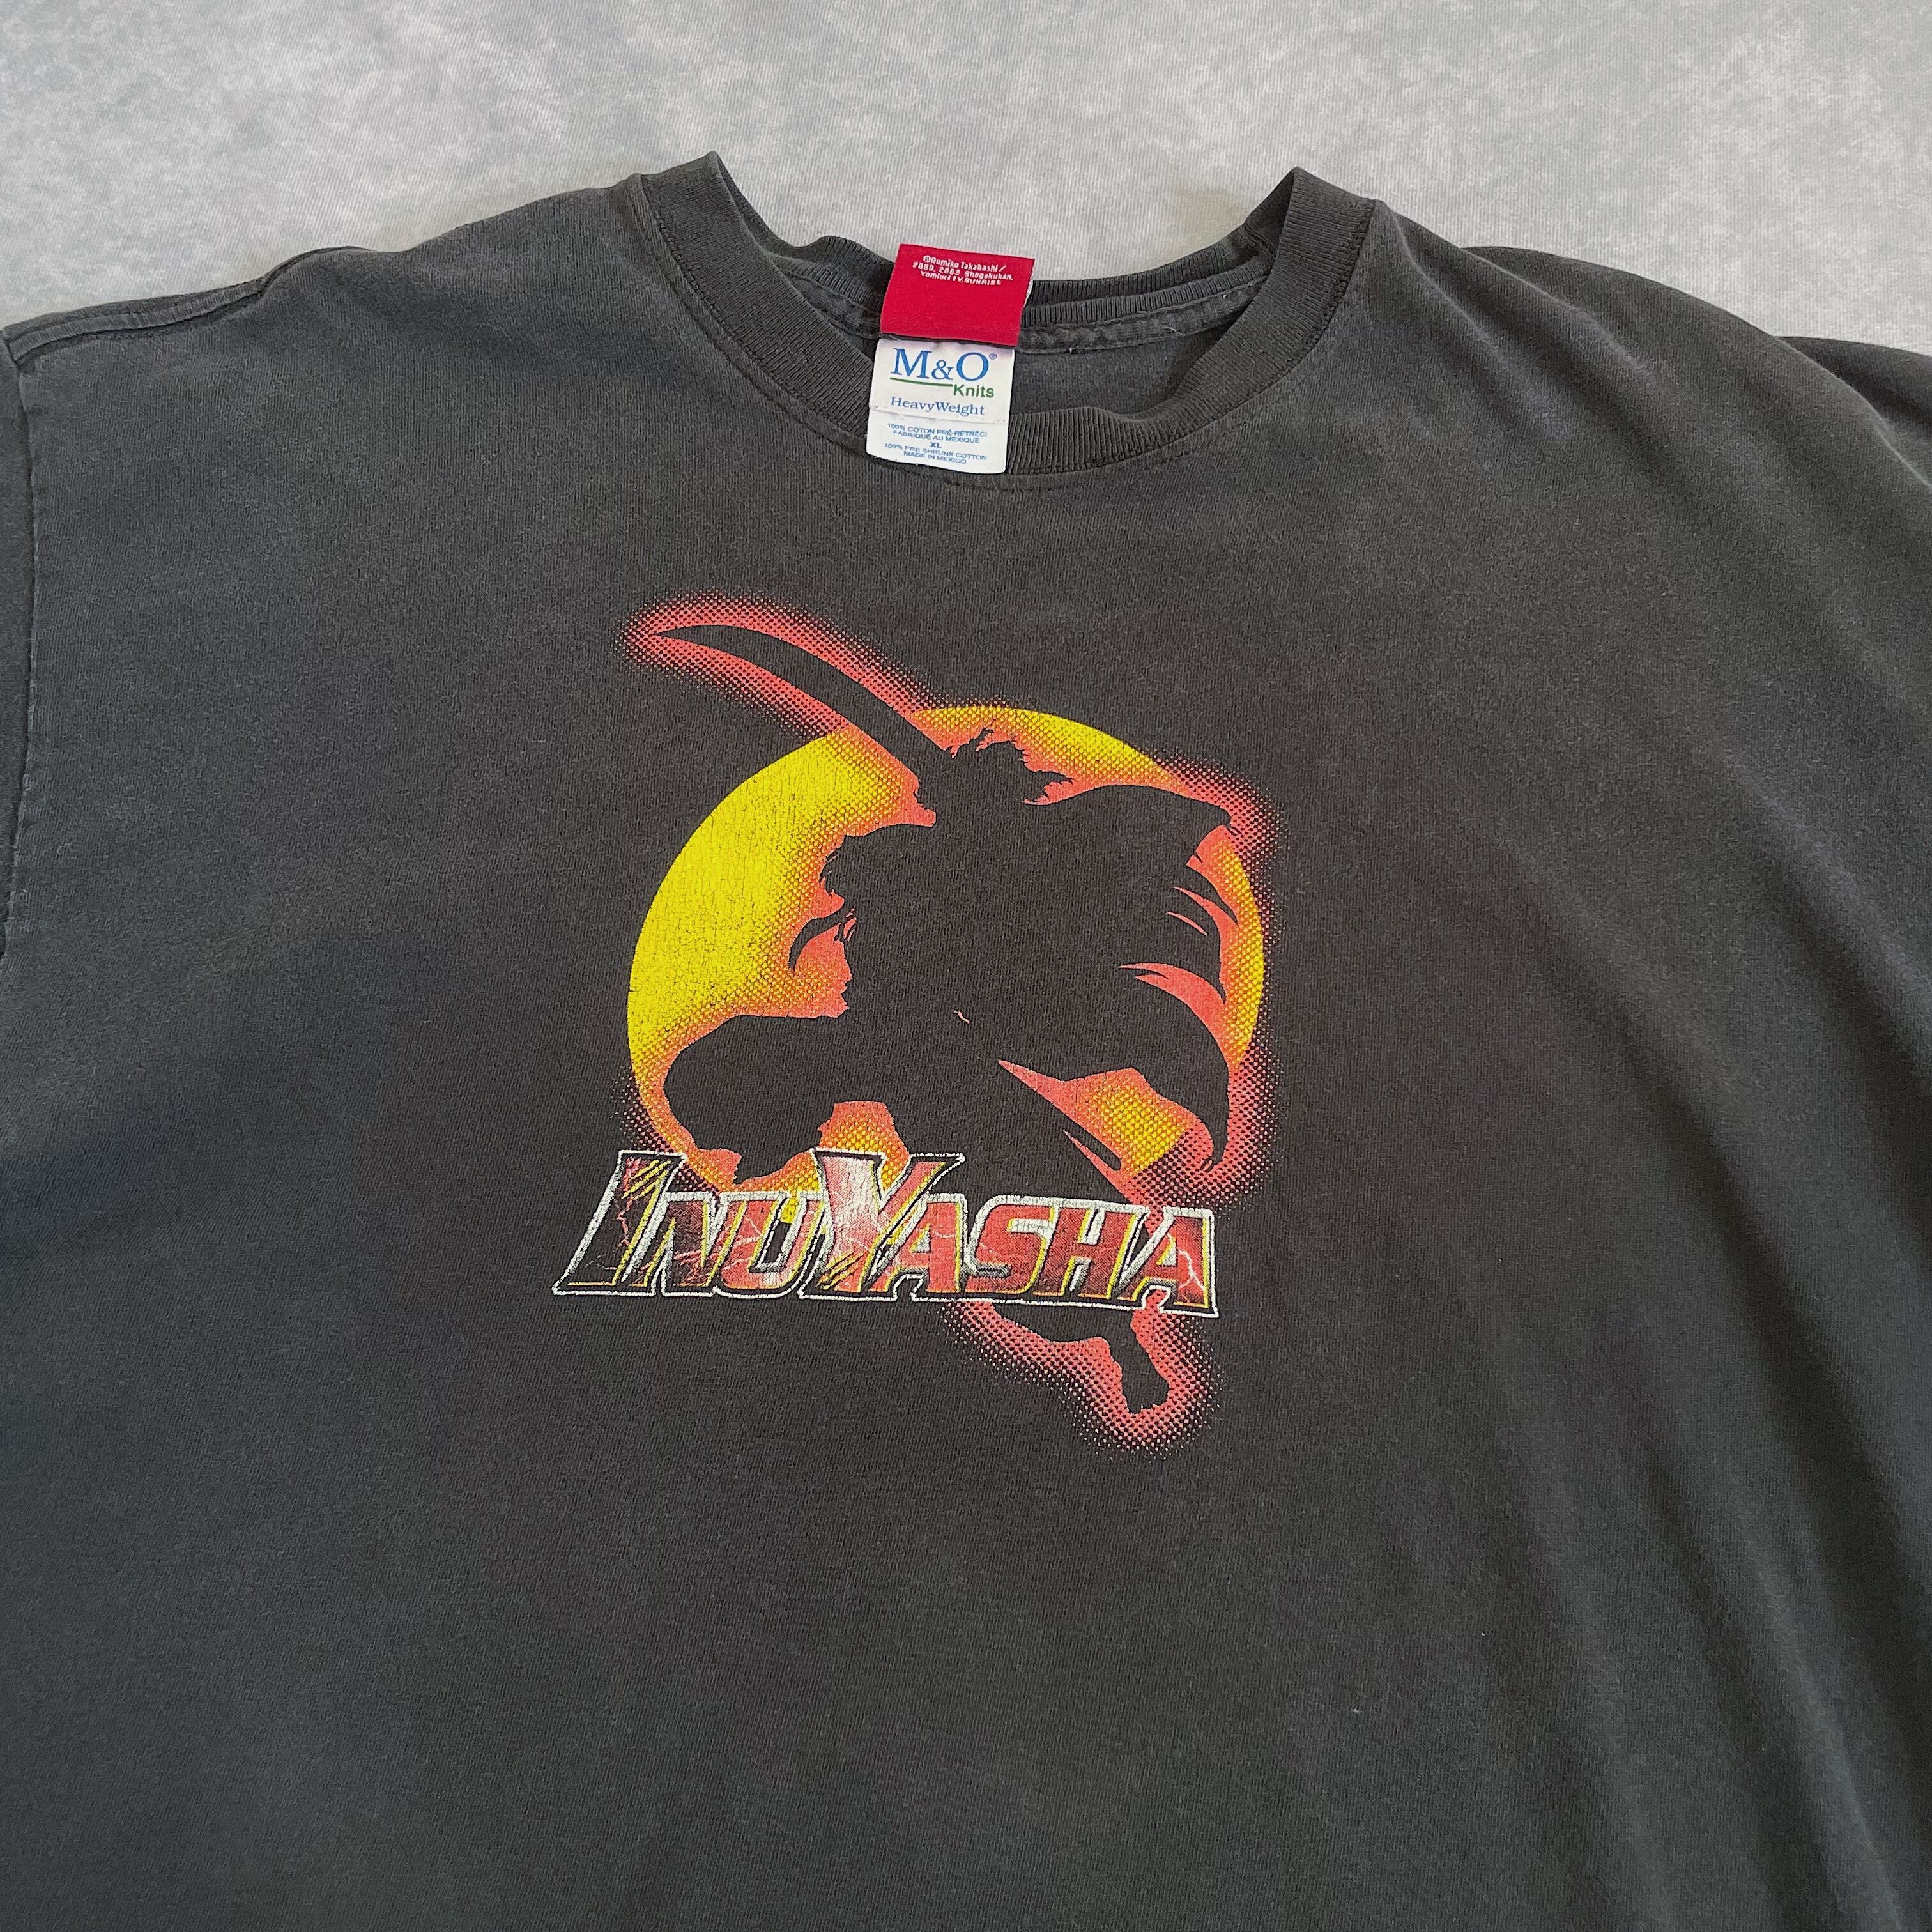 ©Rumiko Takahashi/
2000, 2003 Shogakukan,
Yomiuri TV, SUNRISE
M&O®
Knits
HeavyWeight
100% COTON PRÉ-RÉTRÉCI
FABRIQUÉ AU MEXIQUE
XL
100% PRE SHRUNK COTTON
MADE IN MEXICO
INUYASHA